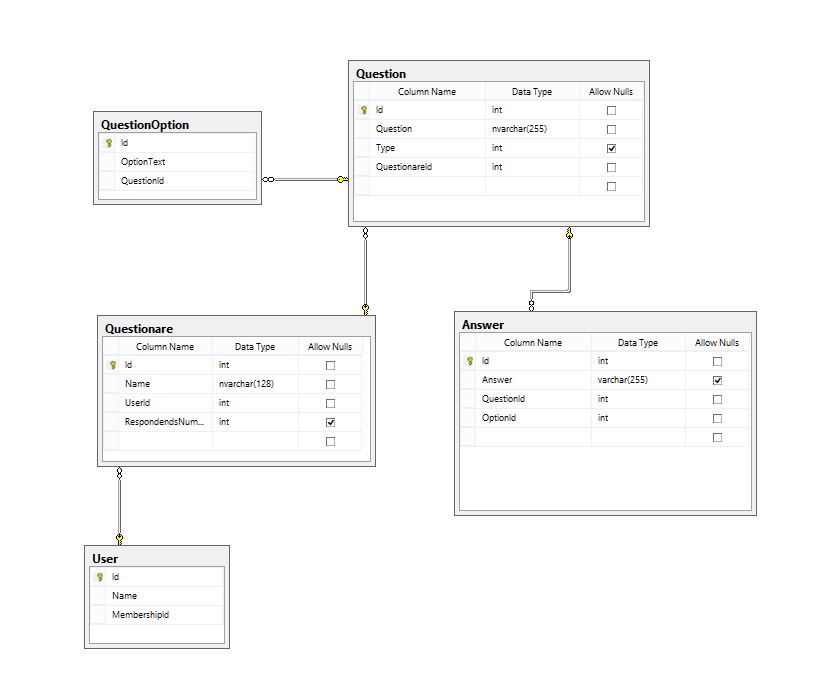 Question
Column Name Data Type Allow Nulls
Id int
Question nvarchar(255)
Type int
QuestionareId int
QuestionOption
Id
OptionText
QuestionId
Questionare
Column Name Data Type Allow Nulls
Id int
Name nvarchar(128)
UserId int
RespondendsNum... int
Answer
Column Name Data Type Allow Nulls
Id int
Answer varchar(255)
QuestionId int
OptionId int
User
Id
Name
MembershipId